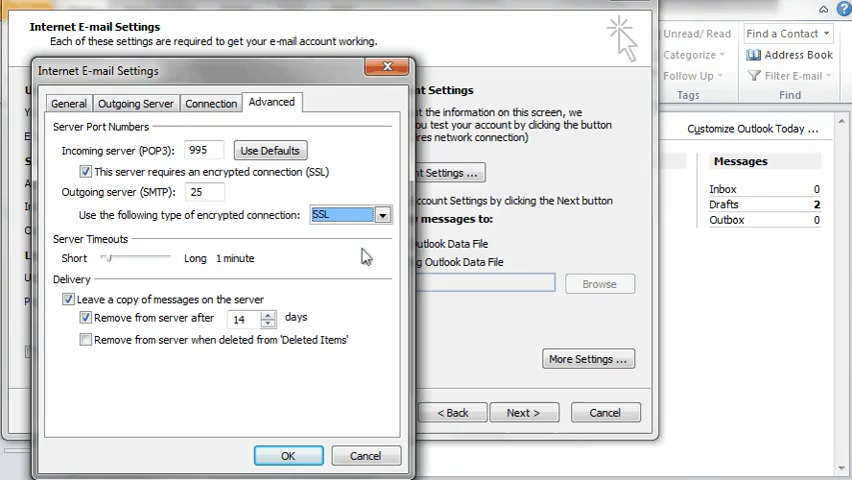 Internet E-mail Settings
Each of these settings are required to get your e-mail account working.
Unread / Read
Find a Contact
Categorize
Address Book
Follow Up
Filter E-mail
Tags
Find
Internet E-mail Settings
General
Outgoing Server
Connection
Advanced
Server Port Numbers
Incoming server (POP3):
995
Use Defaults
This server requires an encrypted connection (SSL)
Outgoing server (SMTP):
25
Use the following type of encrypted connection:
SSL
Server Timeouts
Short
Long
1 minute
Delivery
Leave a copy of messages on the server
Remove from server after
14
days
Remove from server when deleted from 'Deleted Items'
OK
Cancel
Settings
the information on this screen, we
you test your account by clicking the button
network connection)
Settings ...
Account Settings by clicking the Next button
messages to:
Outlook Data File
Outlook Data File
Browse
More Settings ...
< Back
Next >
Cancel
Customize Outlook Today ...
Messages
Inbox
0
Drafts
2
Outbox
0